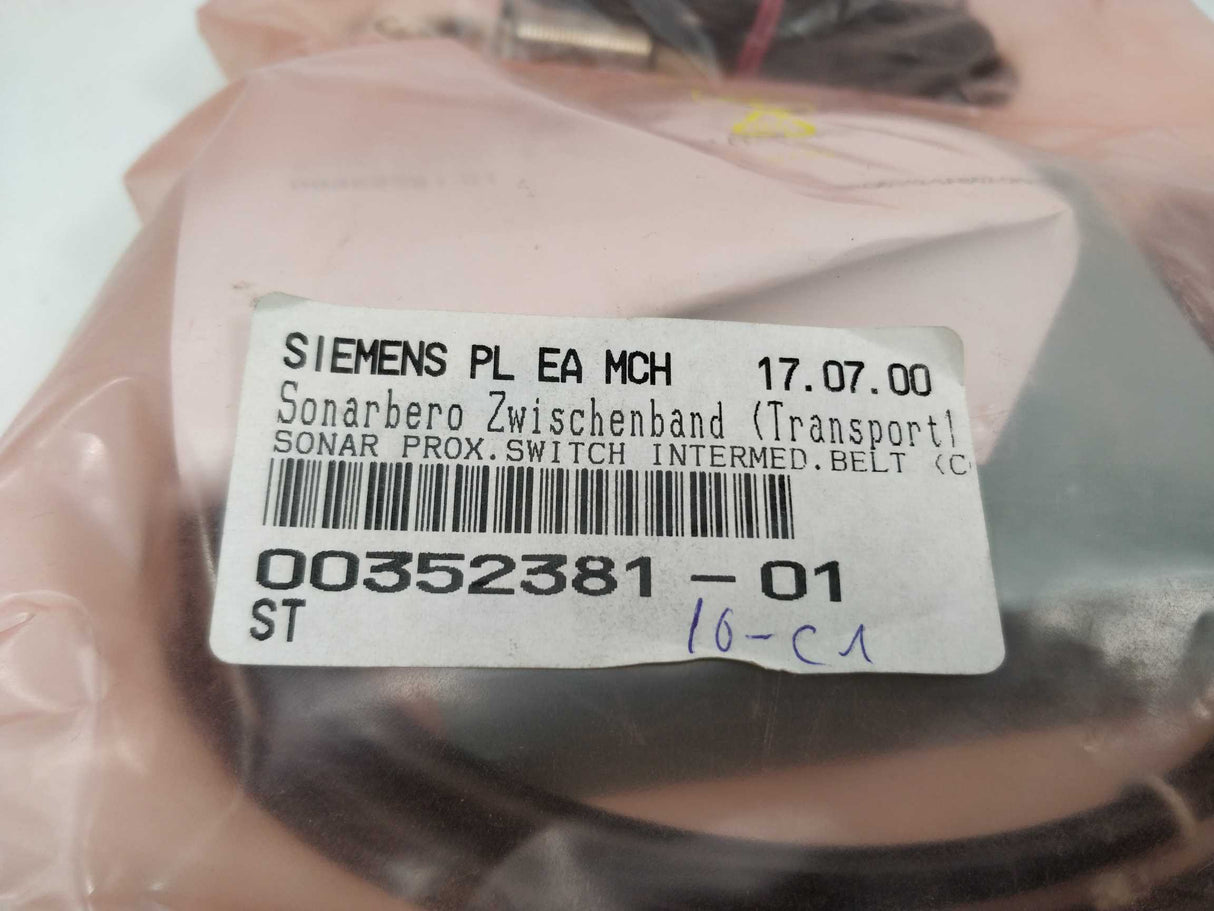 SIEMENS PL EA MCH 17.07.00
Sonarbero Zwischenband (Transport
SONAR PROX.SWITCH INTERMED.BELT (C
00352381 - 01
ST
10-C1